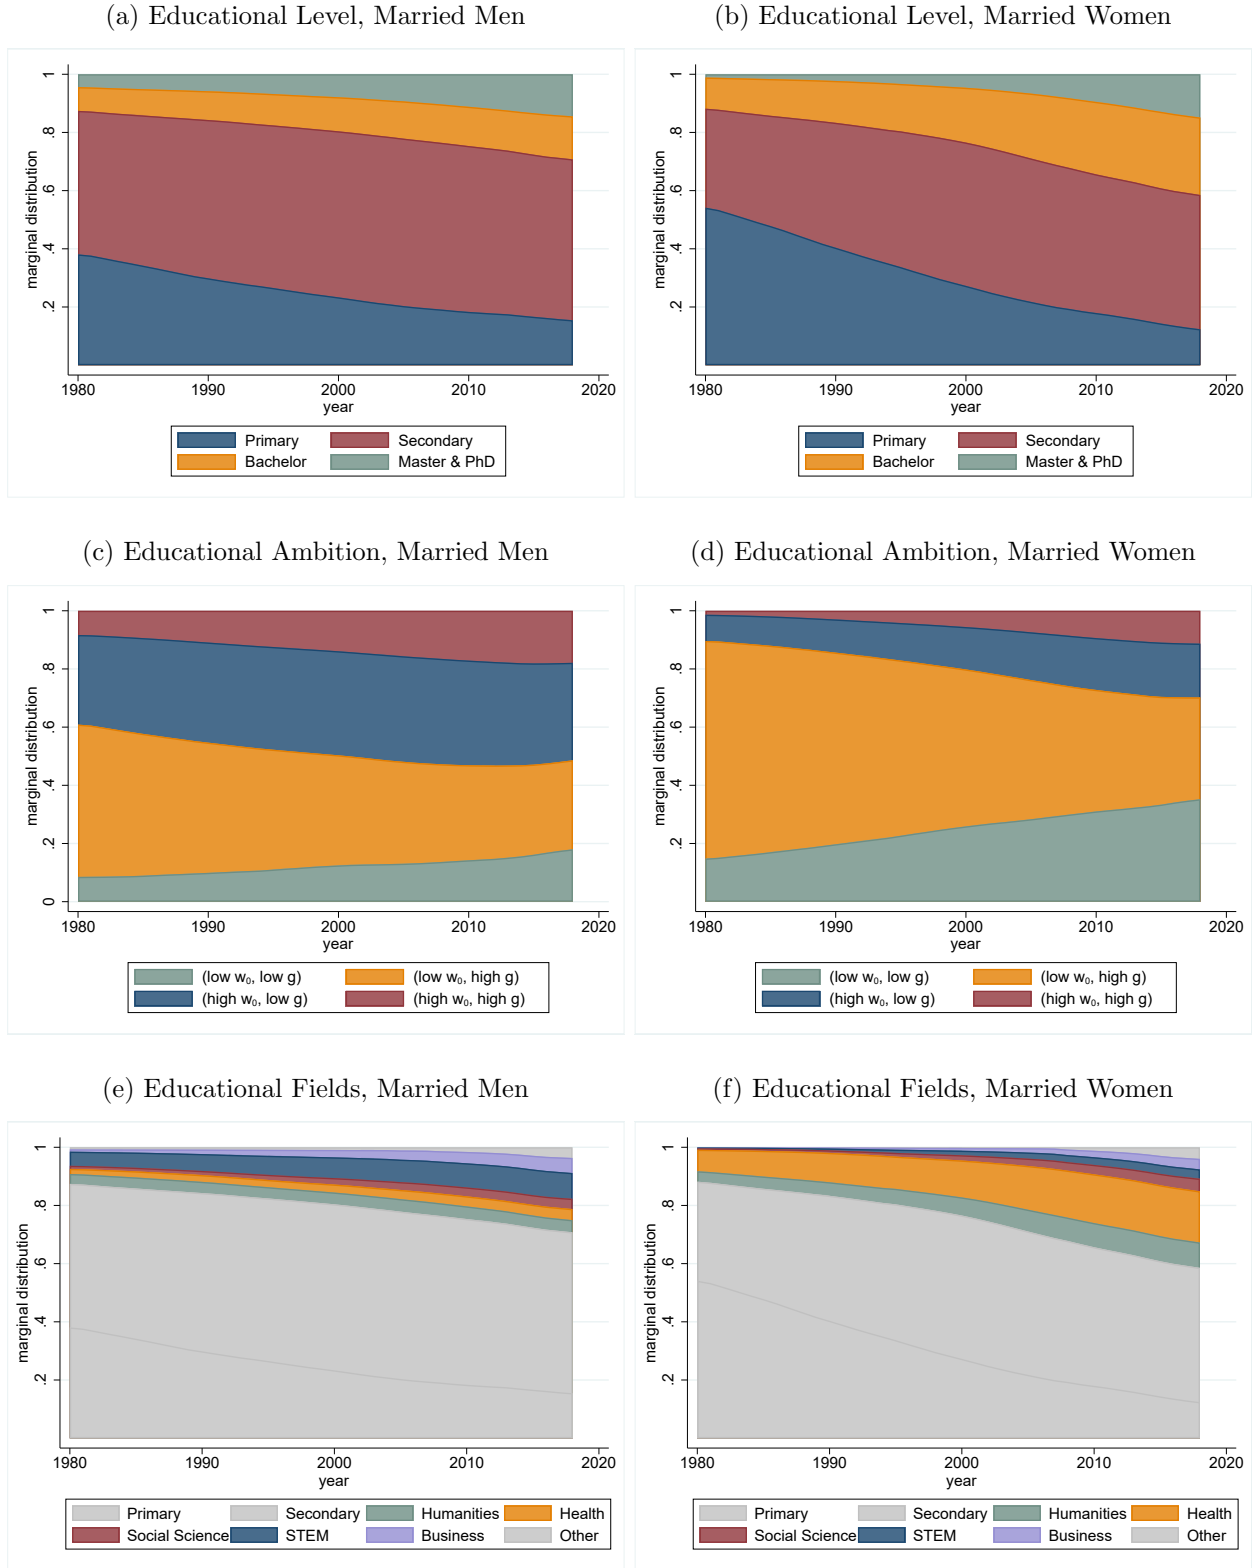 (a) Educational Level, Married Men
marginal distribution
1
.8
.6
.4
.2
1980 1990 2000 2010 2020
year
Primary Secondary
Bachelor Master & PhD
(b) Educational Level, Married Women
marginal distribution
1
.8
.6
.4
.2
1980 1990 2000 2010 2020
year
Primary Secondary
Bachelor Master & PhD
(c) Educational Ambition, Married Men
marginal distribution
1
.8
.6
.4
.2
0
1980 1990 2000 2010 2020
year
(low w₀, low g) (low w₀, high g)
(high w₀, low g) (high w₀, high g)
(d) Educational Ambition, Married Women
marginal distribution
1
.8
.6
.4
.2
1980 1990 2000 2010 2020
year
(low w₀, low g) (low w₀, high g)
(high w₀, low g) (high w₀, high g)
(e) Educational Fields, Married Men
marginal distribution
1
.8
.6
.4
.2
1980 1990 2000 2010 2020
year
Primary Secondary Humanities Health
Social Science STEM Business Other
(f) Educational Fields, Married Women
marginal distribution
1
.8
.6
.4
.2
1980 1990 2000 2010 2020
year
Primary Secondary Humanities Health
Social Science STEM Business Other